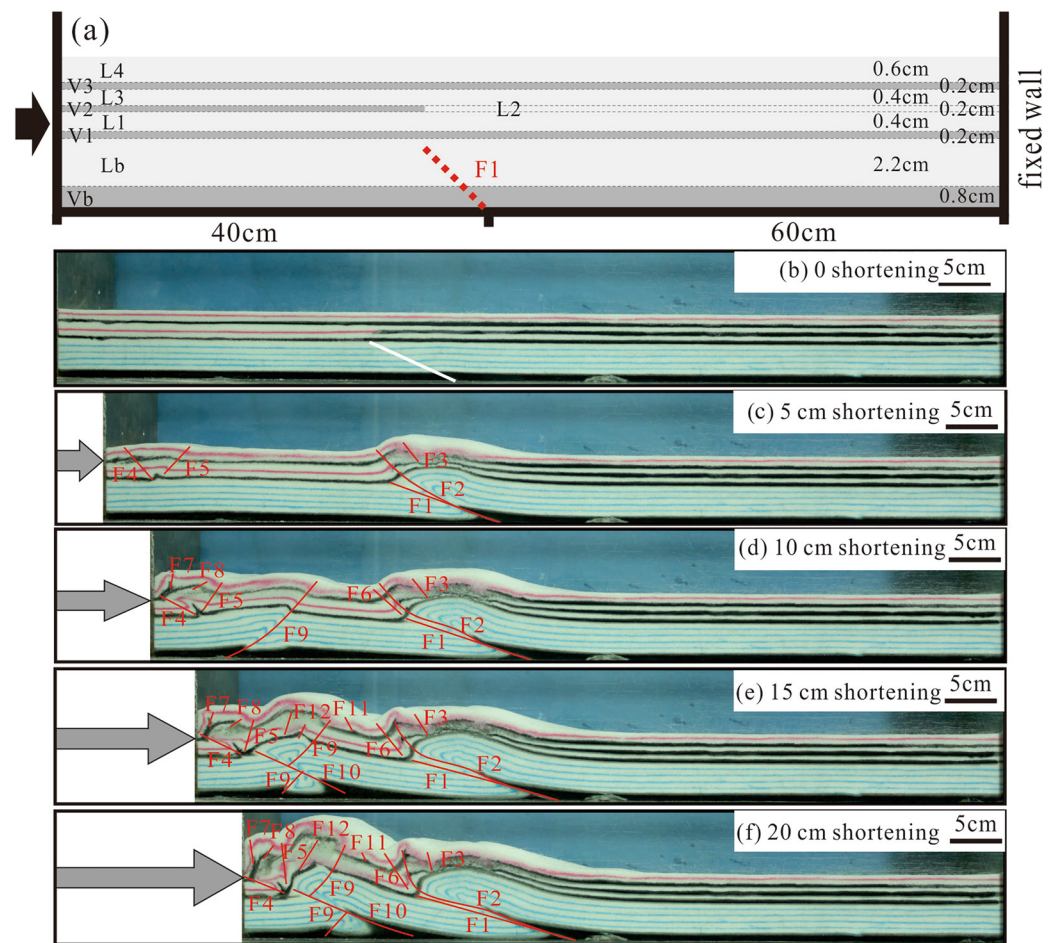 (a)
L4
0.6cm
V3
0.2cm
L3
0.4cm
V2
L2
0.2cm
L1
0.4cm
V1
0.2cm
Lb
F1
2.2cm
Vb
0.8cm
fixed wall
40cm
60cm
(b) 0 shortening 5cm
(c) 5 cm shortening 5cm
F4
F5
F3
F2
F1
(d) 10 cm shortening 5cm
F7
F8
F5
F4
F9
F6
F3
F2
F1
(e) 15 cm shortening 5cm
F7
F8
F12
F11
F3
F5
F4
F9
F6
F9
F10
F2
F1
(f) 20 cm shortening 5cm
F7
F8
F12
F11
F5
F3
F4
F9
F6
F9
F10
F2
F1